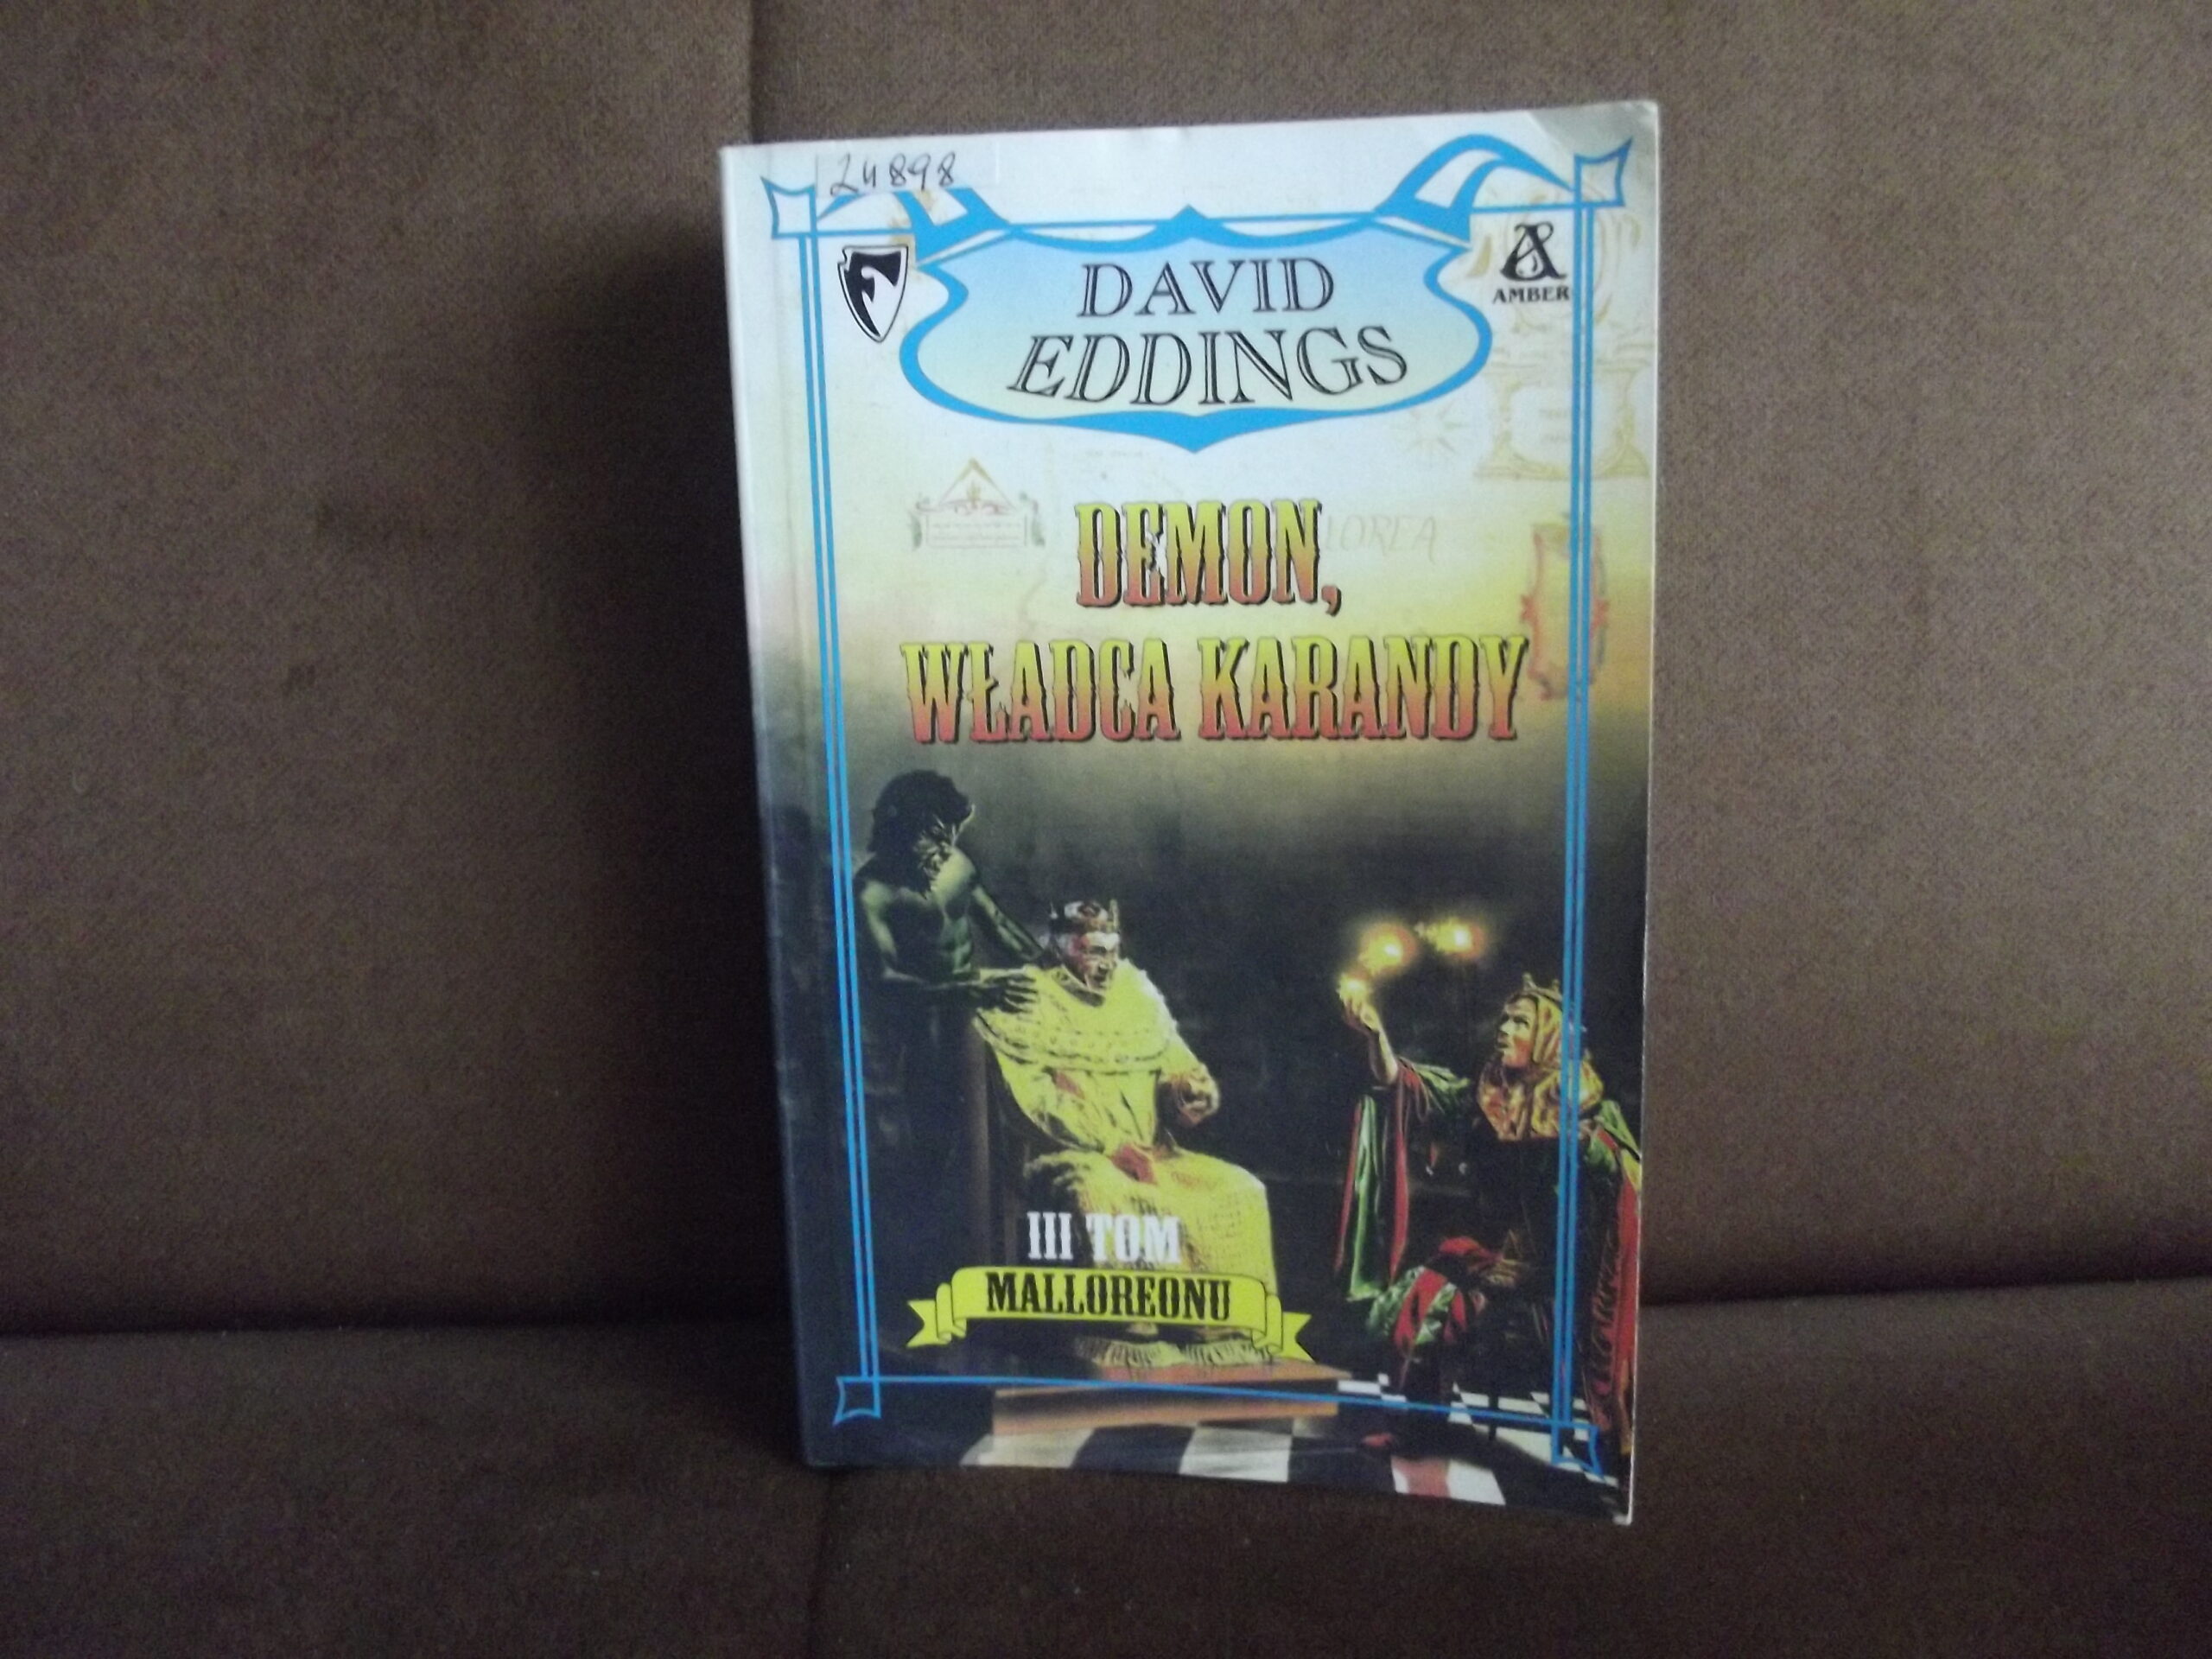 24898
DAVID
EDDINGS
AMBER
DEMON,
WŁADCA KARANDY
III TOM
MALLOREONU